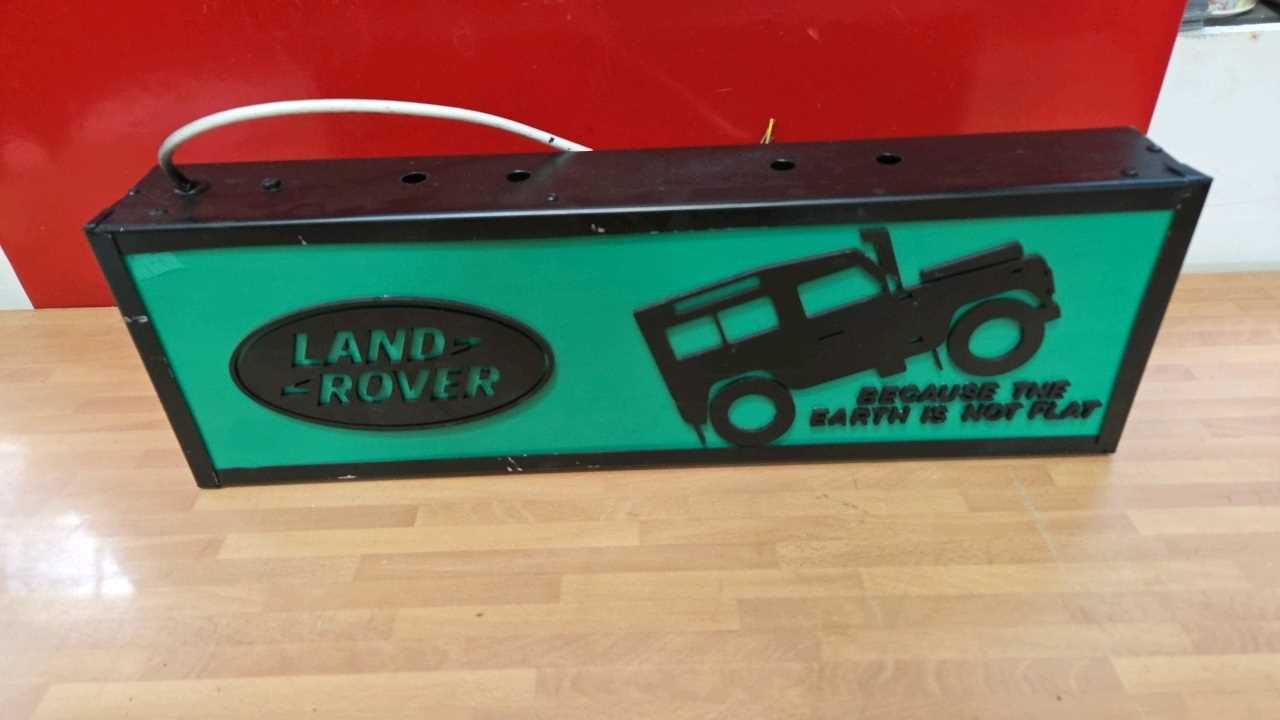 LAND
ROVER
BECAUSE THE
EARTH IS NOT FLAT